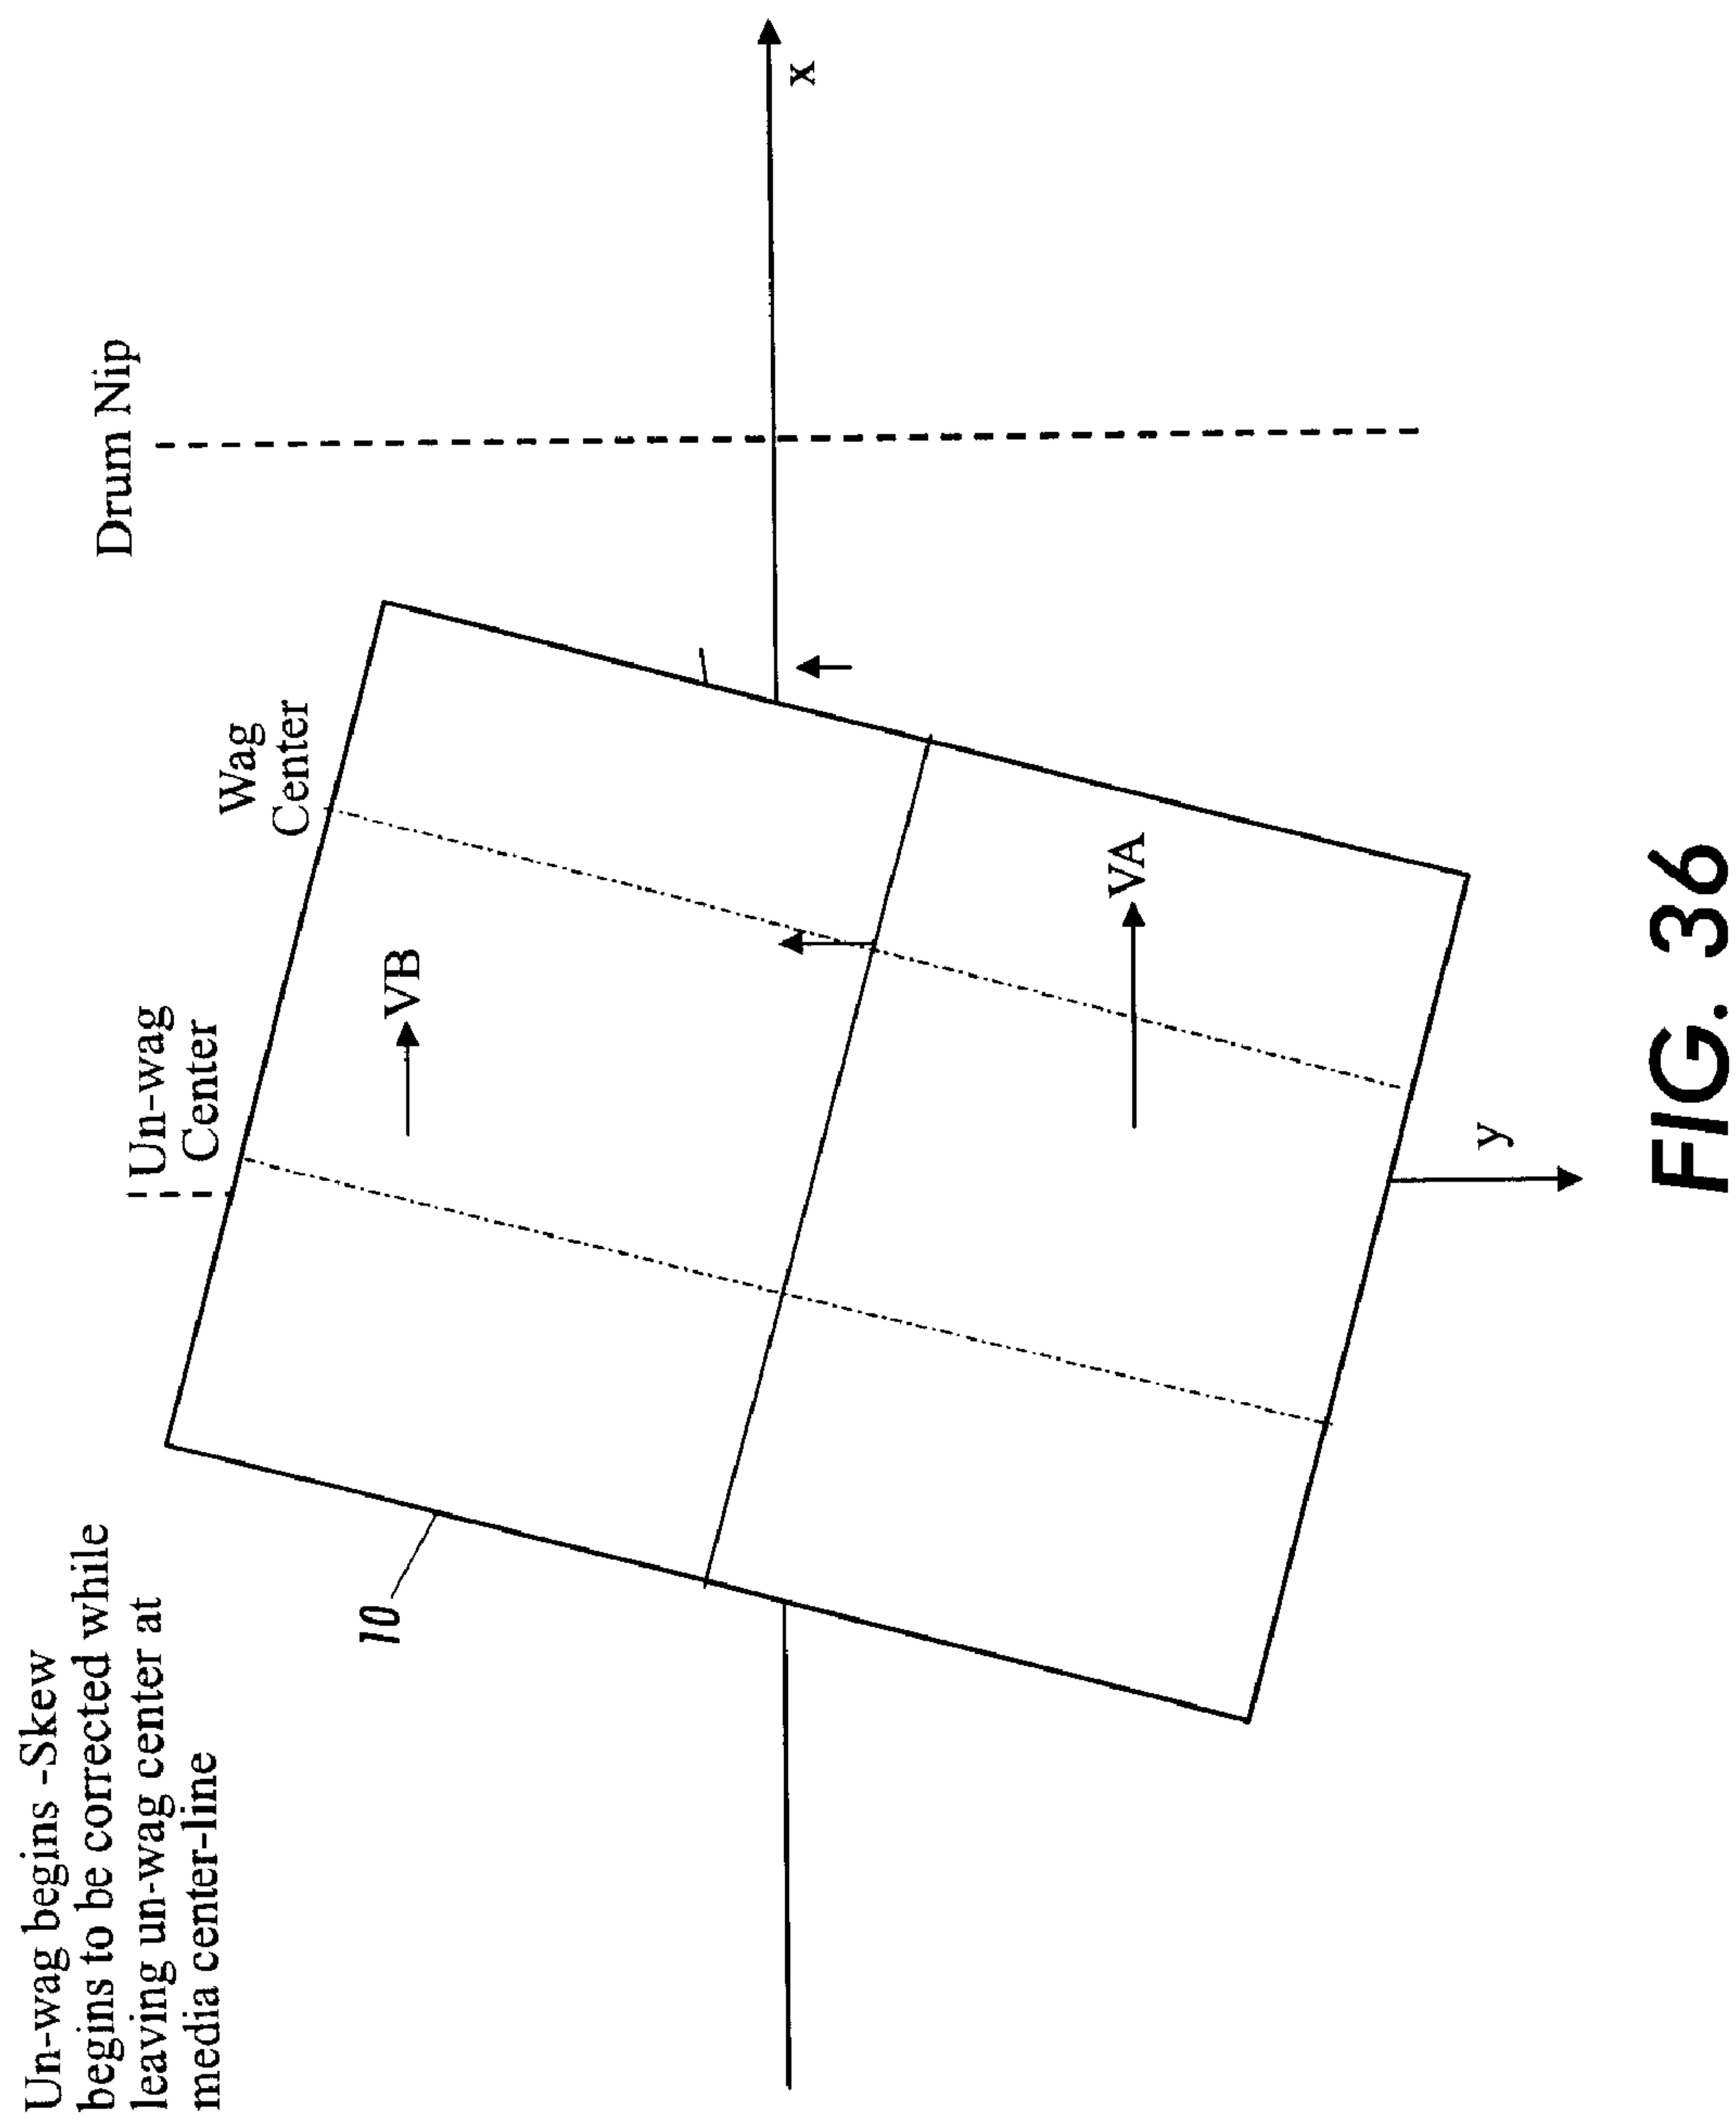 Un-wag begins -Skew
begins to be corrected while
leaving un-wag center at
media center-line
Un-wag
Center
Wag
Center
Drum Nip
10
VB
VA
x
y
FIG. 36